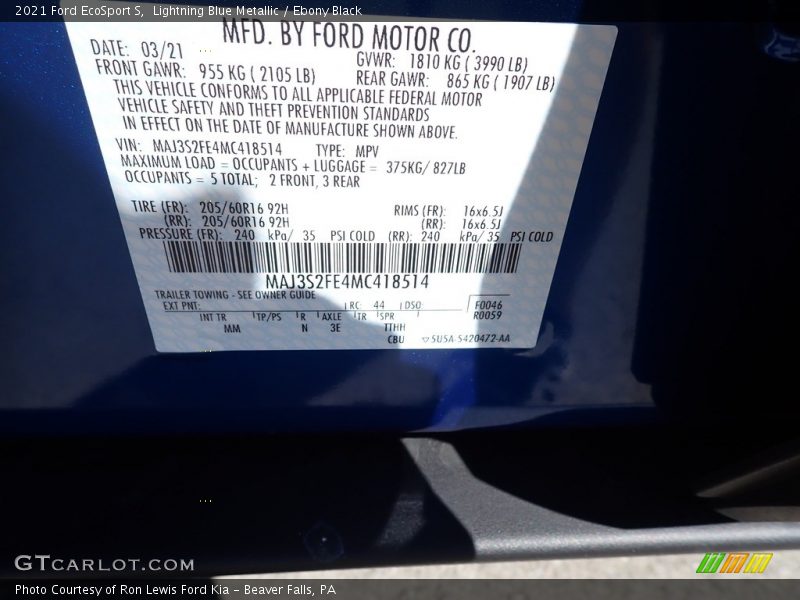 2021 Ford EcoSport S,  Lightning Blue Metallic / Ebony Black
MFD. BY FORD MOTOR CO.
DATE: 03/21   GVWR: 1810 KG ( 3990 LB)
FRONT GAWR: 955 KG ( 2105 LB)   REAR GAWR: 865 KG ( 1907 LB)
THIS VEHICLE CONFORMS TO ALL APPLICABLE FEDERAL MOTOR
VEHICLE SAFETY AND THEFT PREVENTION STANDARDS
IN EFFECT ON THE DATE OF MANUFACTURE SHOWN ABOVE.
VIN: MAJ3S2FE4MC418514   TYPE: MPV
MAXIMUM LOAD = OCCUPANTS + LUGGAGE = 375KG/ 827LB
OCCUPANTS = 5 TOTAL; 2 FRONT, 3 REAR
TIRE (FR): 205/60R16 92H   RIMS (FR): 16x6.5J
(RR): 205/60R16 92H   (RR): 16x6.5J
PRESSURE (FR): 240 kPa/ 35 PSI COLD (RR): 240 kPa/ 35 PSI COLD
MAJ3S2FE4MC418514
TRAILER TOWING - SEE OWNER GUIDE
EXT PNT:   RC: 44   DSO:   F0046
INT TR   TP/PS   R   AXLE   TR   SPR   R0059
MM   N   3E   TTHH
CBU   5U5A-5420472-AA
GTCARLOT.COM
Photo Courtesy of Ron Lewis Ford Kia – Beaver Falls, PA